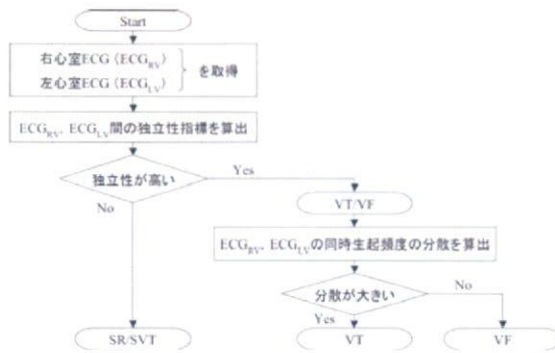 Start
右心室ECG (ECG_RV)
左心室ECG (ECG_LV)
を取得
ECG_RV, ECG_LV間の独立性指標を算出
独立性が高い
Yes
No
VT/VF
ECG_RV, ECG_LVの同時生起頻度の分散を算出
分散が大きい
No
Yes
SR/SVT
VT
VF